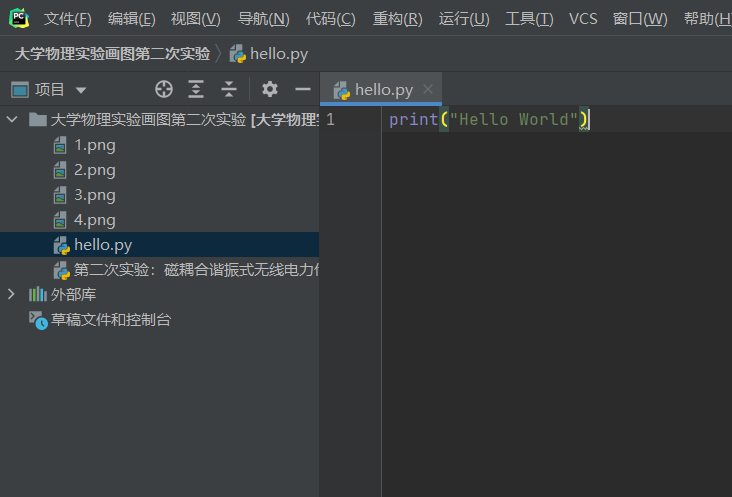 PC 文件(F) 编辑(E) 视图(V) 导航(N) 代码(C) 重构(R) 运行(U) 工具(T) VCS 窗口(W) 帮助(H
大学物理实验画图第二次实验 hello.py
项目
hello.py
大学物理实验画图第二次实验 [大学物理
1 print("Hello World")
1.png
2.png
3.png
4.png
hello.py
第二次实验：磁耦合谐振式无线电力
外部库
草稿文件和控制台